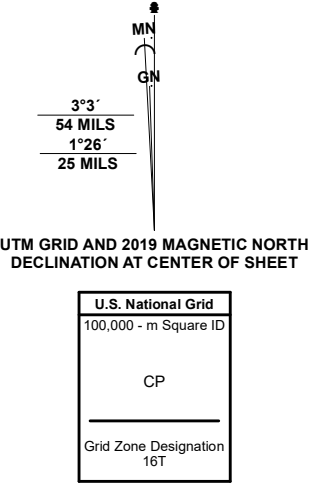 MN
GN
3°3´
54 MILS
1°26´
25 MILS
UTM GRID AND 2019 MAGNETIC NORTH
DECLINATION AT CENTER OF SHEET
U.S. National Grid
100,000 - m Square ID
CP
Grid Zone Designation
16T